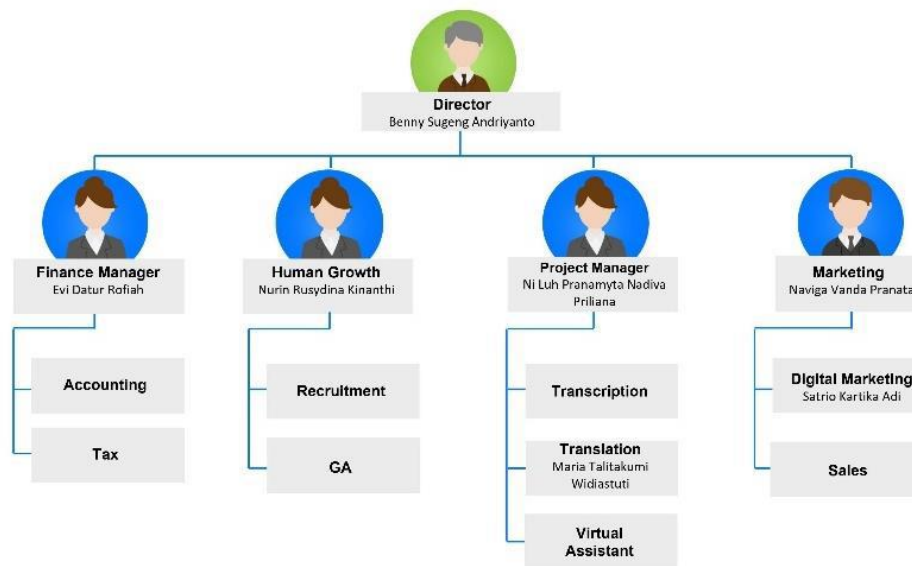 Director
Benny Sugeng Andriyanto
Finance Manager
Evi Datur Rofiah
Human Growth
Nurin Rusydina Kinanthi
Project Manager
Ni Luh Pranamyta Nadiva
Priliana
Marketing
Naviga Vanda Pranata
Accounting
Tax
Recruitment
GA
Transcription
Translation
Maria Talitakumi
Widiastuti
Virtual
Assistant
Digital Marketing
Satrio Kartika Adi
Sales